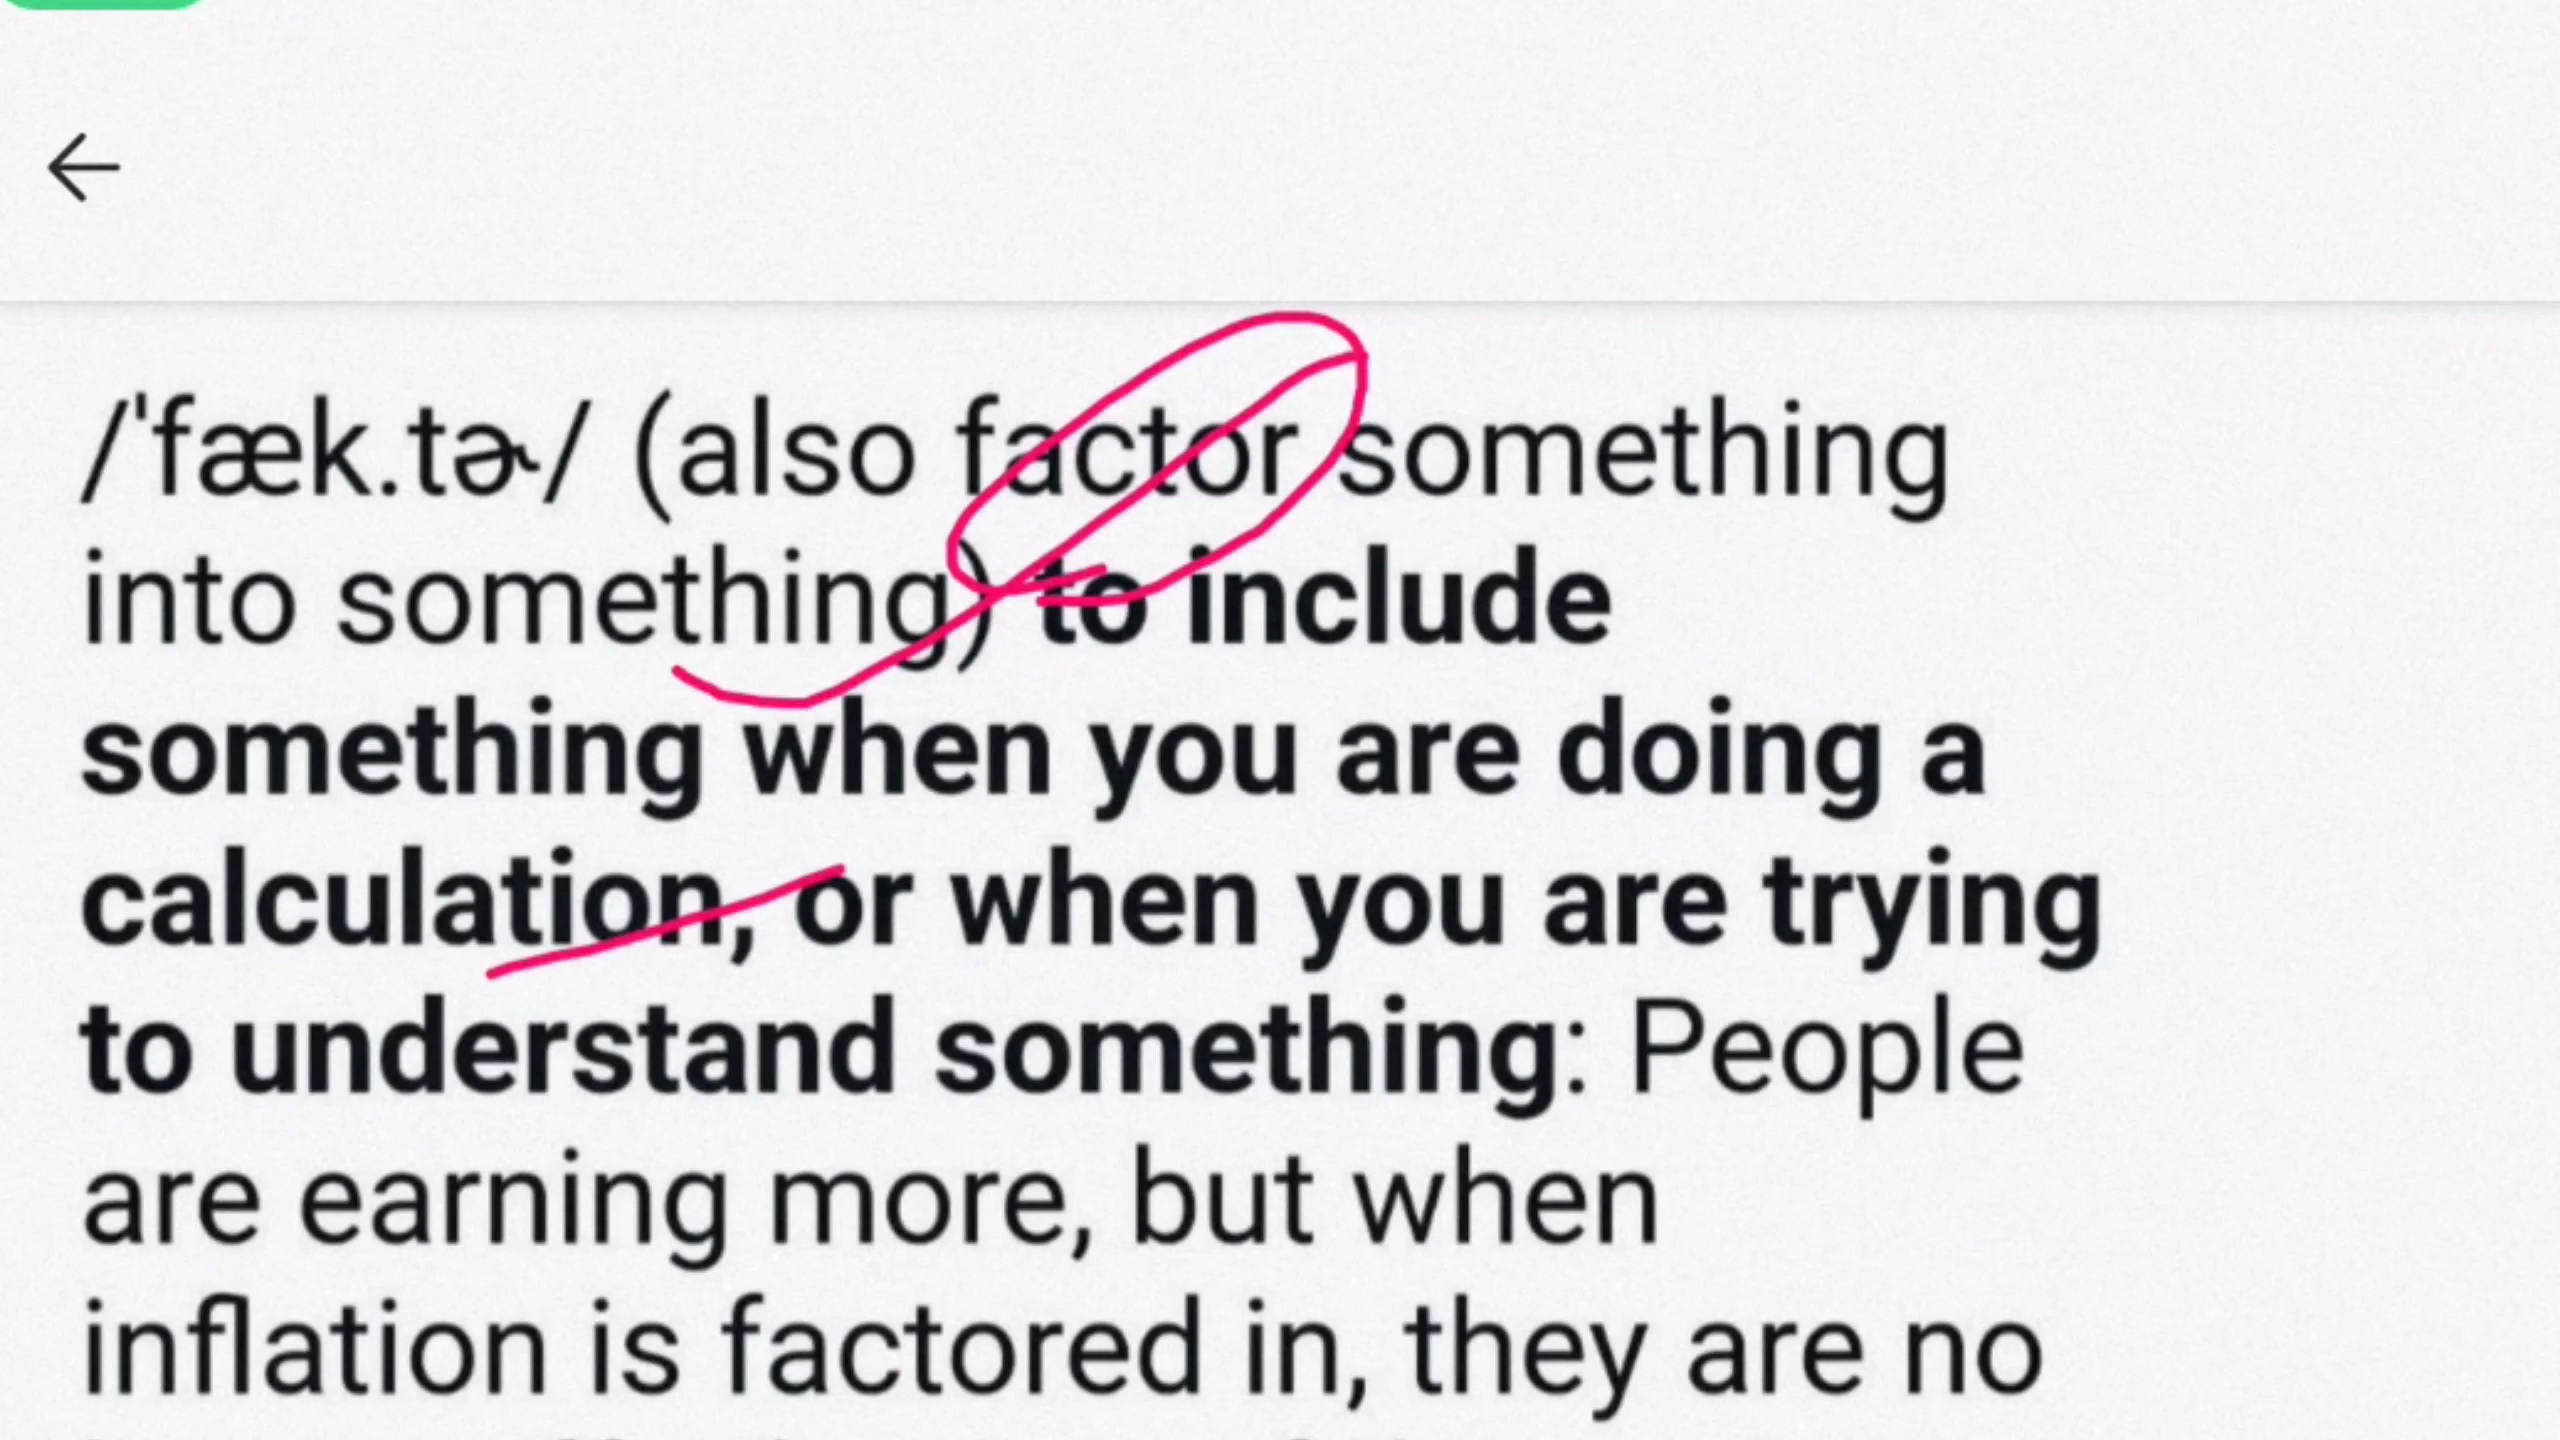 /ˈfæk.tɚ/ (also factor something
into something) to include
something when you are doing a
calculation, or when you are trying
to understand something: People
are earning more, but when
inflation is factored in, they are no